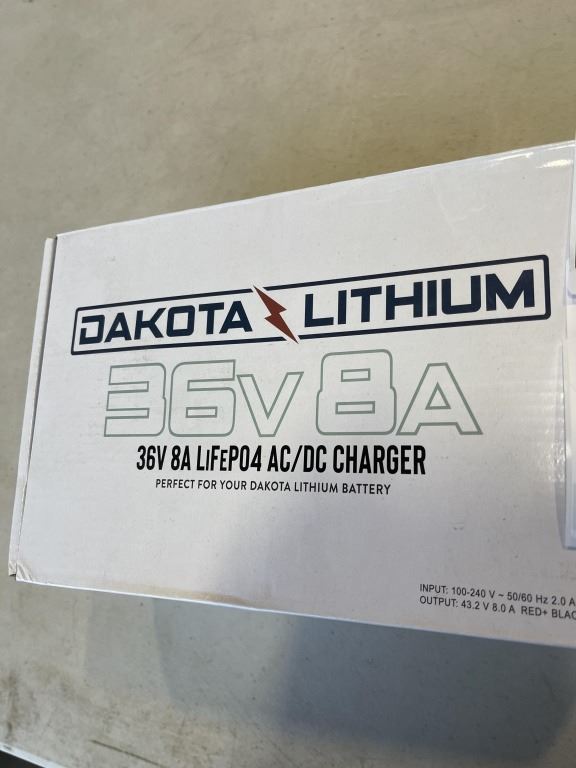 DAKOTA LITHIUM
36V 8A
36V 8A LiFePO4 AC/DC CHARGER
PERFECT FOR YOUR DAKOTA LITHIUM BATTERY
INPUT: 100-240 V ~ 50/60 Hz 2.0 A
OUTPUT: 43.2 V 8.0 A RED+ BLAC